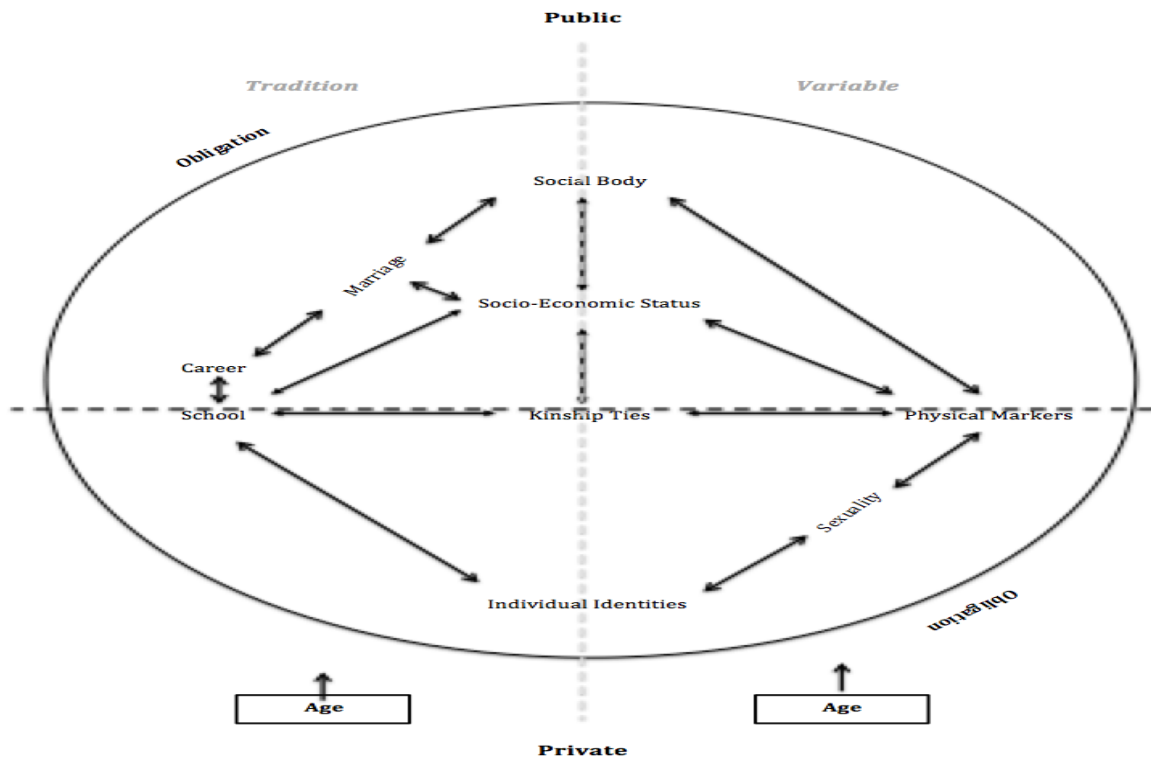 Public
Tradition
Variable
Obligation
Social Body
Marriage
Socio-Economic Status
Career
School
Kinship Ties
Physical Markers
Sexuality
Individual Identities
Obligation
Age
Age
Private